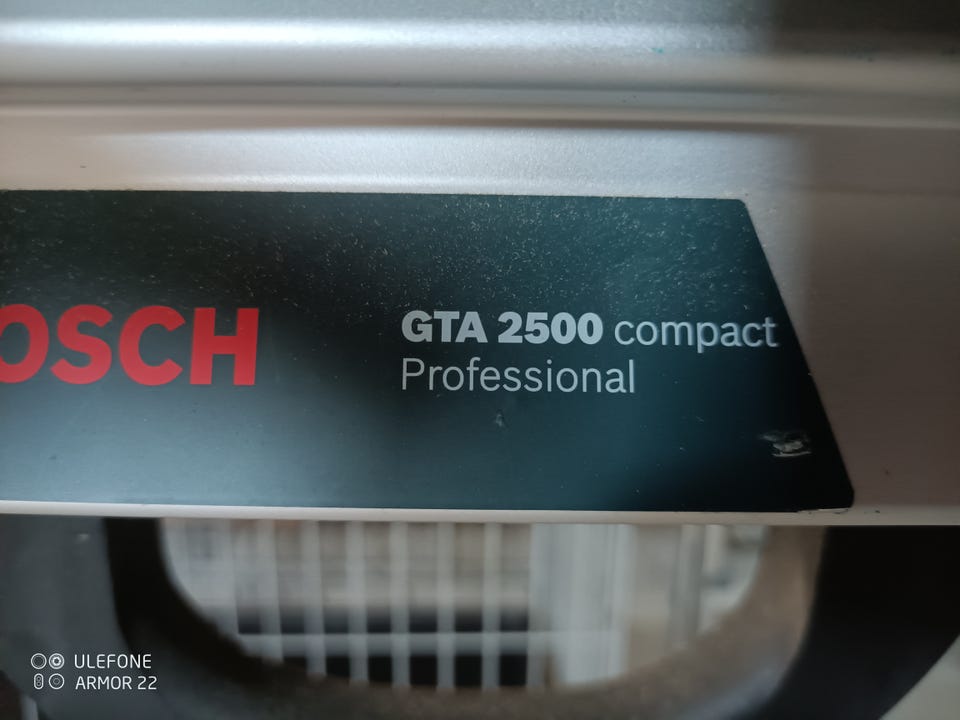 OSCH
GTA 2500 compact
Professional
ULEFONE
ARMOR 22